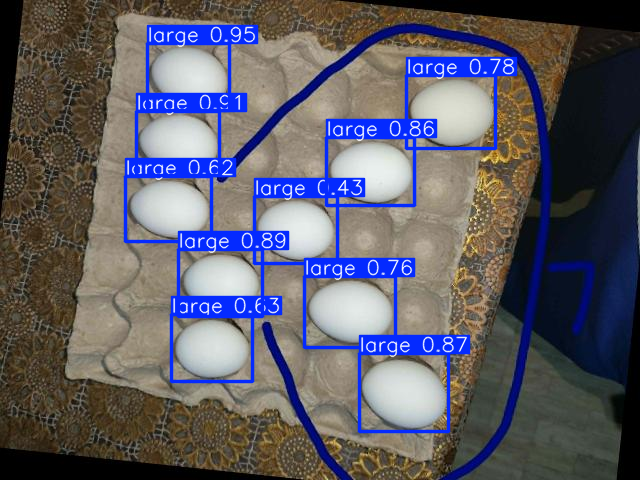 large 0.95
large 0.78
large 0.91
large 0.86
large 0.62
large 0.43
large 0.89
large 0.76
large 0.63
large 0.87